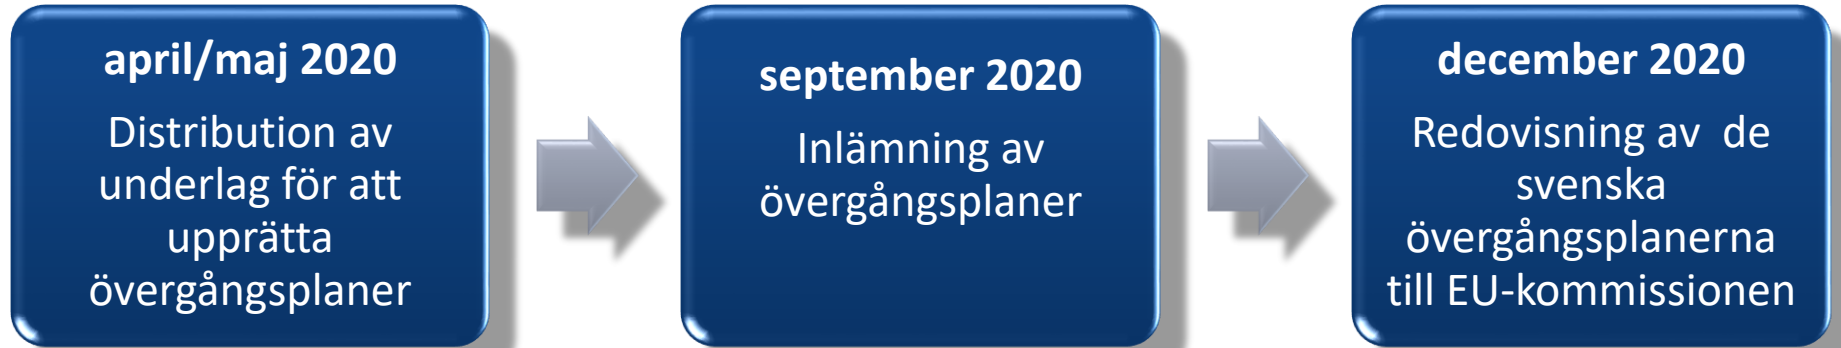 april/maj 2020
Distribution av
underlag för att
upprätta
övergångsplaner
september 2020
Inlämning av
övergångsplaner
december 2020
Redovisning av  de
svenska
övergångsplanerna
till EU-kommissionen